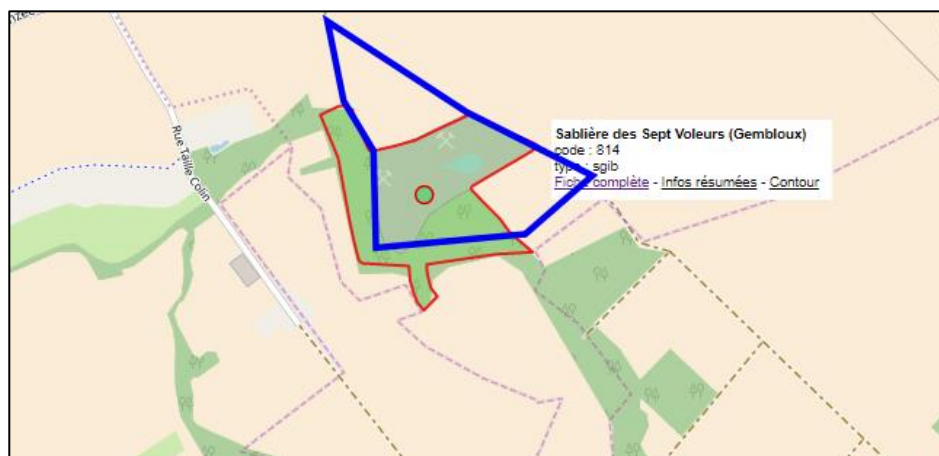 Rue Taille Colin
Sablière des Sept Voleurs (Gembloux)
code : 814
type : sgib
Fiche complète - Infos résumées - Contour